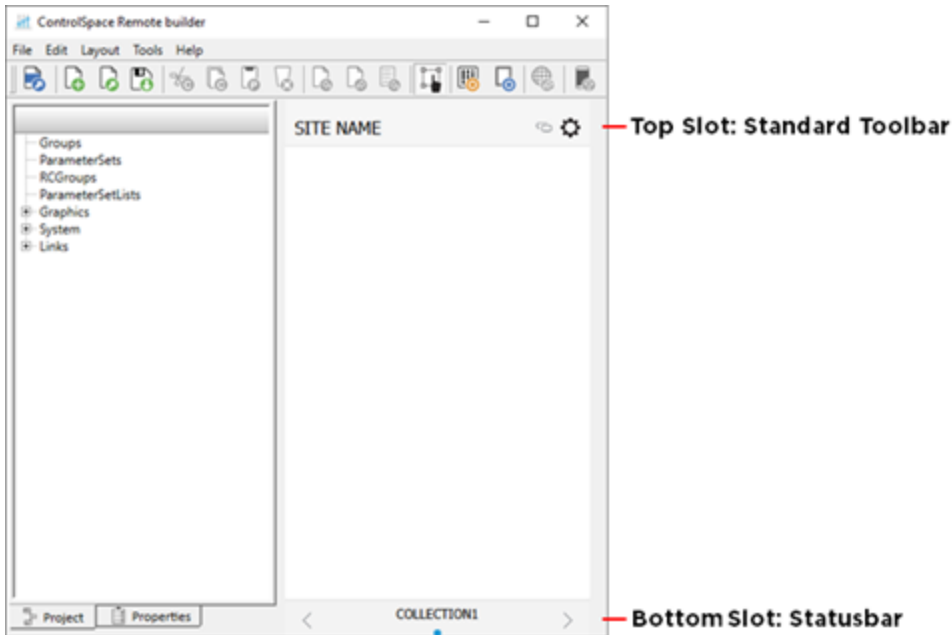 ControlSpace Remote builder
File Edit Layout Tools Help
SITE NAME
Top Slot: Standard Toolbar
Groups
ParameterSets
RCGroups
ParameterSetLists
Graphics
System
Links
Project Properties
COLLECTION1
Bottom Slot: Statusbar